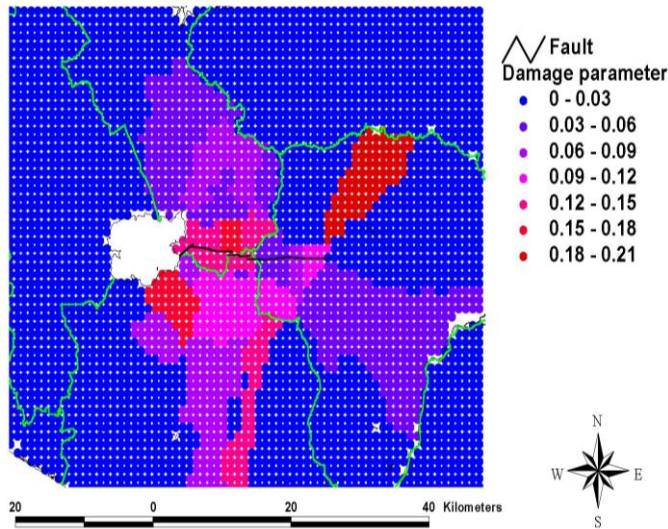 Fault
Damage parameter
0 - 0.03
0.03 - 0.06
0.06 - 0.09
0.09 - 0.12
0.12 - 0.15
0.15 - 0.18
0.18 - 0.21
N
W E
S
20 0 20 40 Kilometers